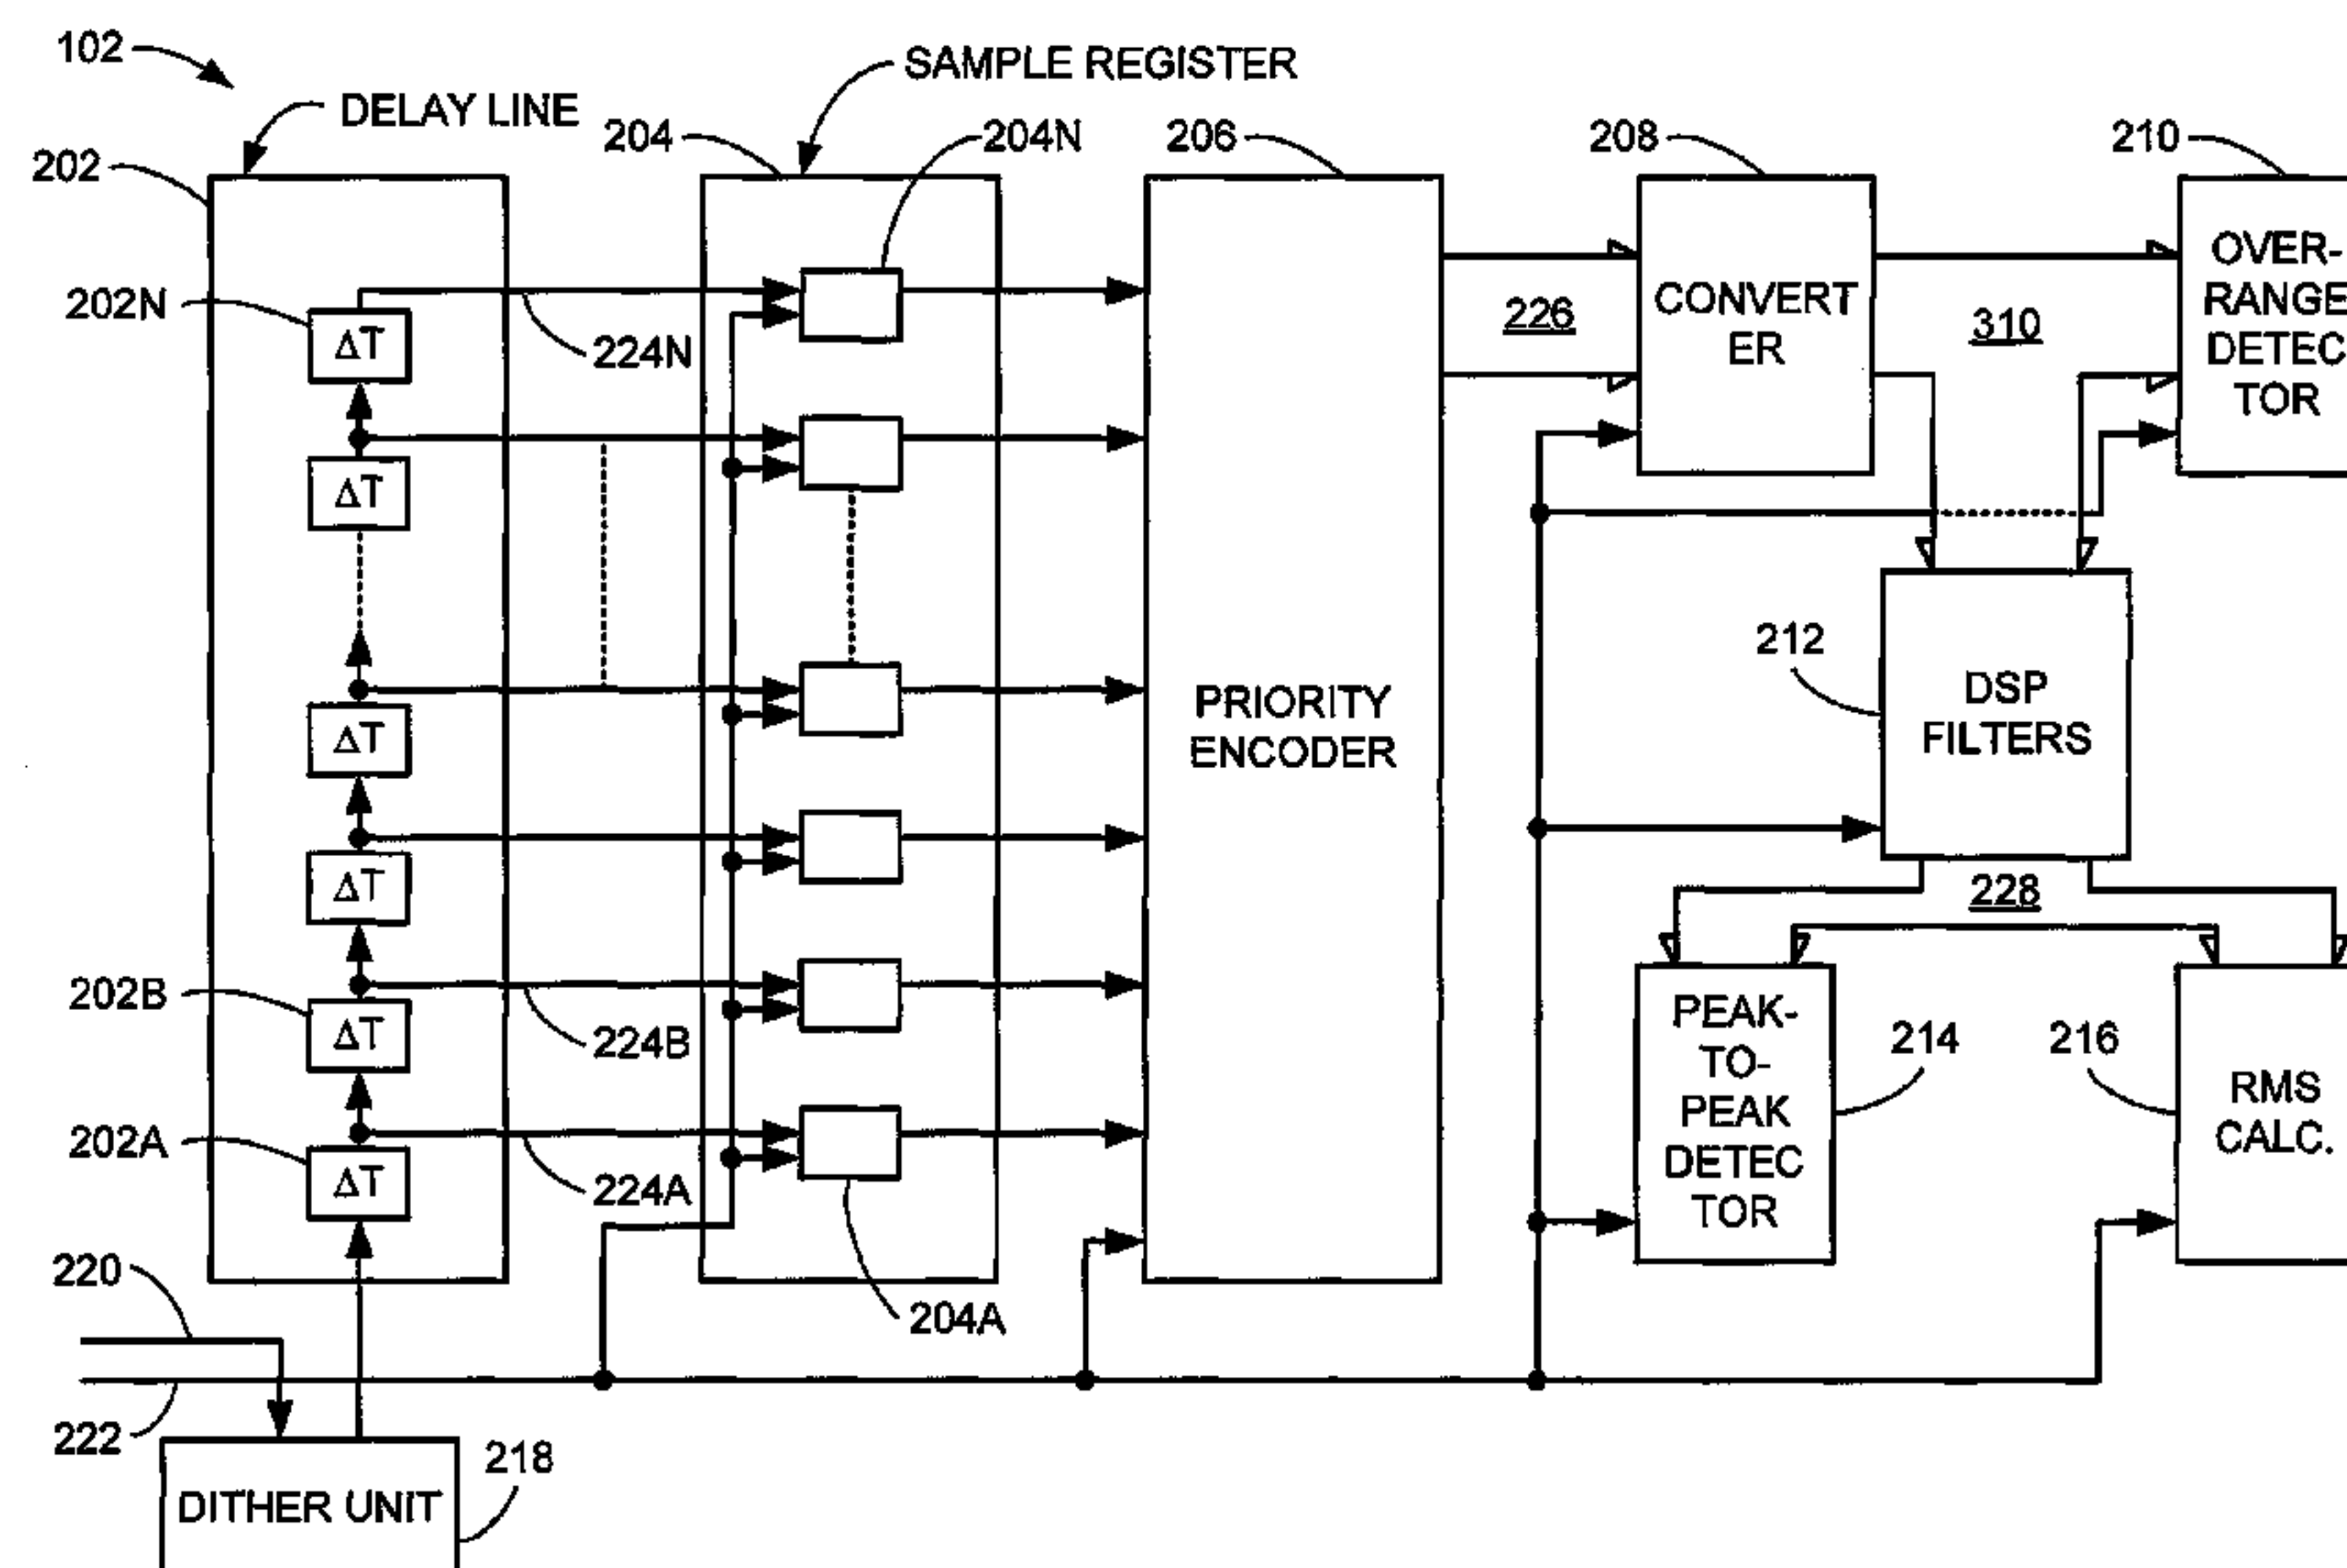 102
SAMPLE REGISTER
DELAY LINE
204
204N
206
208
210
202
OVER-
RANGE
DETEC
TOR
202N
ΔT
224N
226
CONVERT
ER
310
ΔT
212
DSP
FILTERS
PRIORITY
ENCODER
ΔT
ΔT
228
202B
ΔT
224B
PEAK-
TO-
PEAK
DETEC
TOR
214
216
RMS
CALC.
202A
ΔT
224A
220
204A
222
218
DITHER UNIT